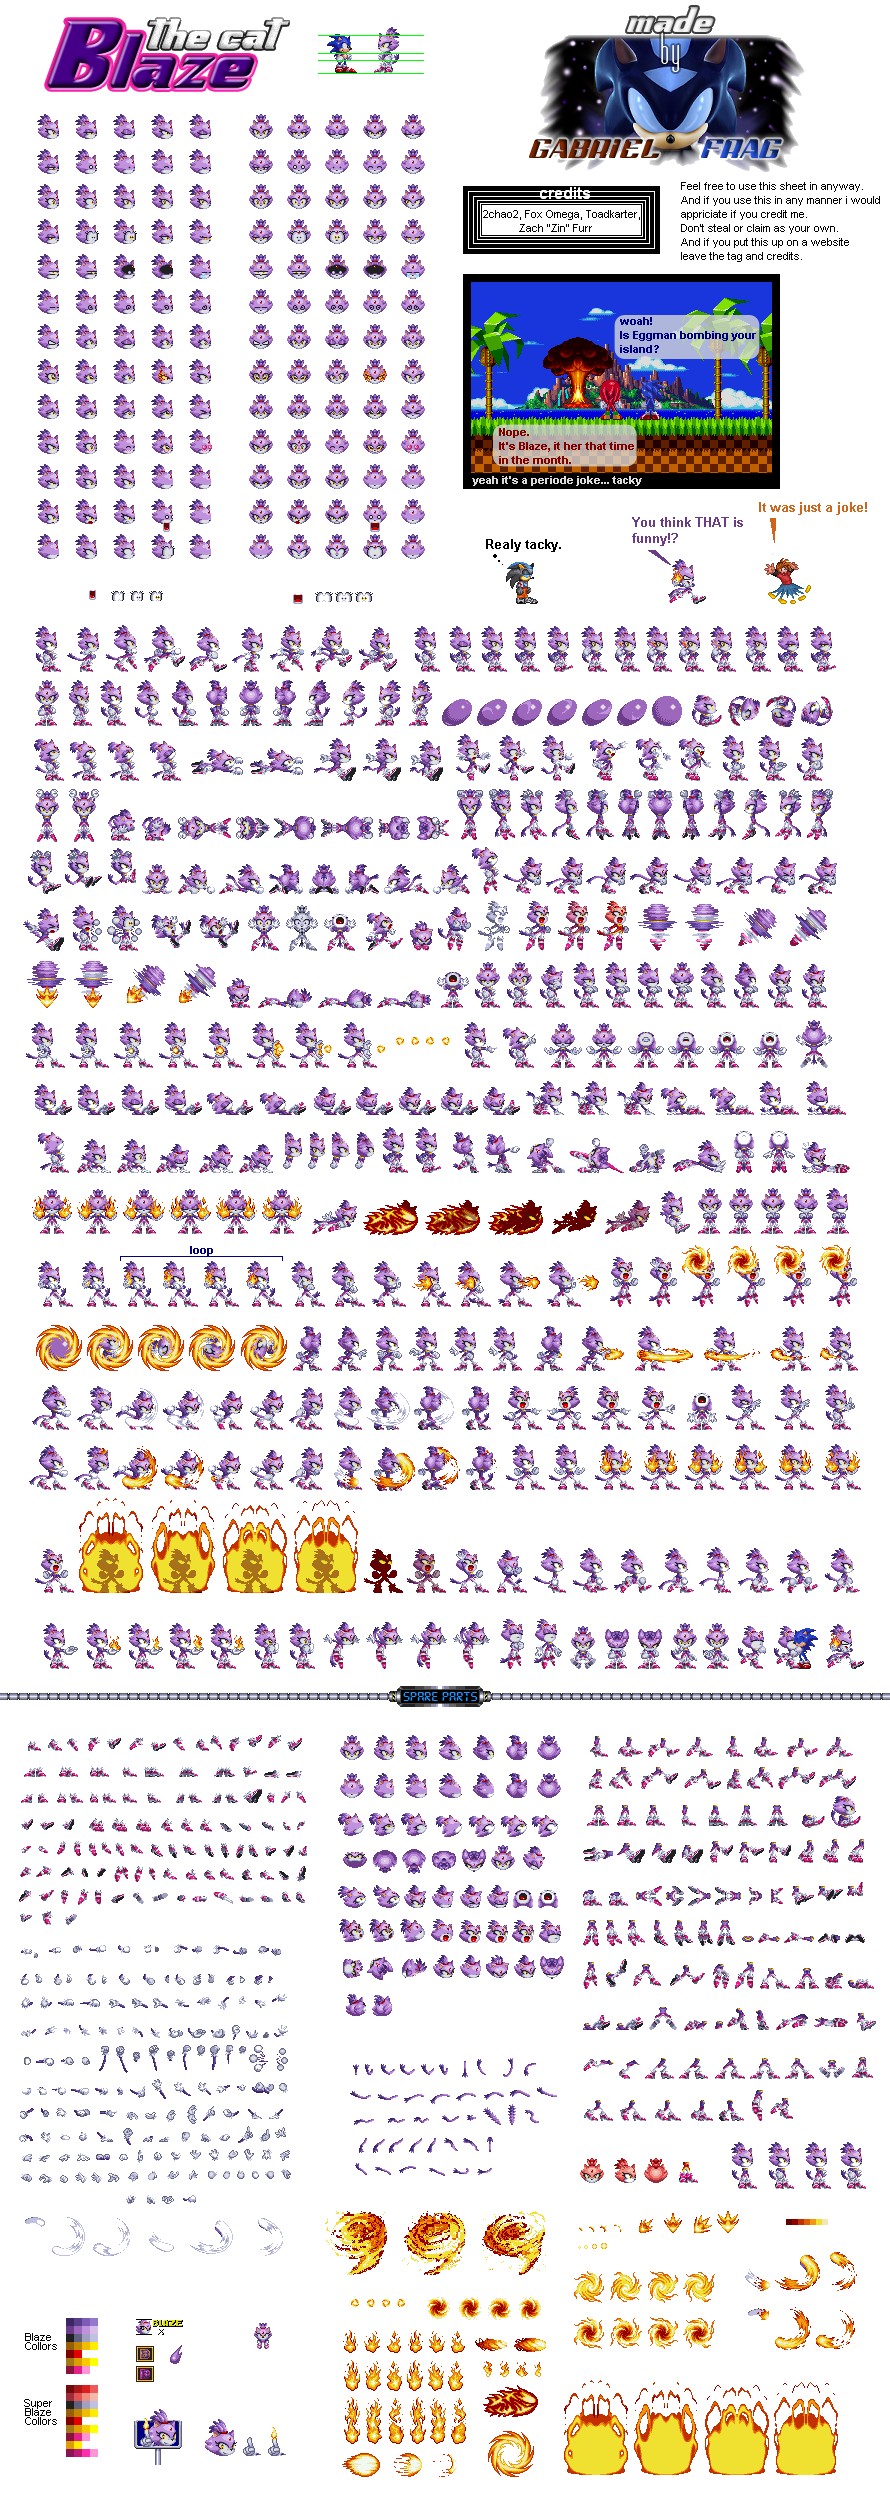 Blaze
The cat
made
by
GABRIEL FRAG
credits
2chao2, Fox Omega, Toadkarter,
Zach "Zin" Furr
Feel free to use this sheet in anyway.
And if you use this in any manner i would
appriciate if you credit me.
Don't steal or claim as your own.
And if you put this up on a website
leave the tag and credits.
woah!
Is Eggman bombing your
island?
Nope.
It's Blaze, it her that time
in the month.
yeah it's a periode joke... tacky
Realy tacky.
You think THAT is
funny!?
It was just a joke!
loop
SPARE PARTS
Blaze
Colors
BLAZE
X
Super
Blaze
Colors